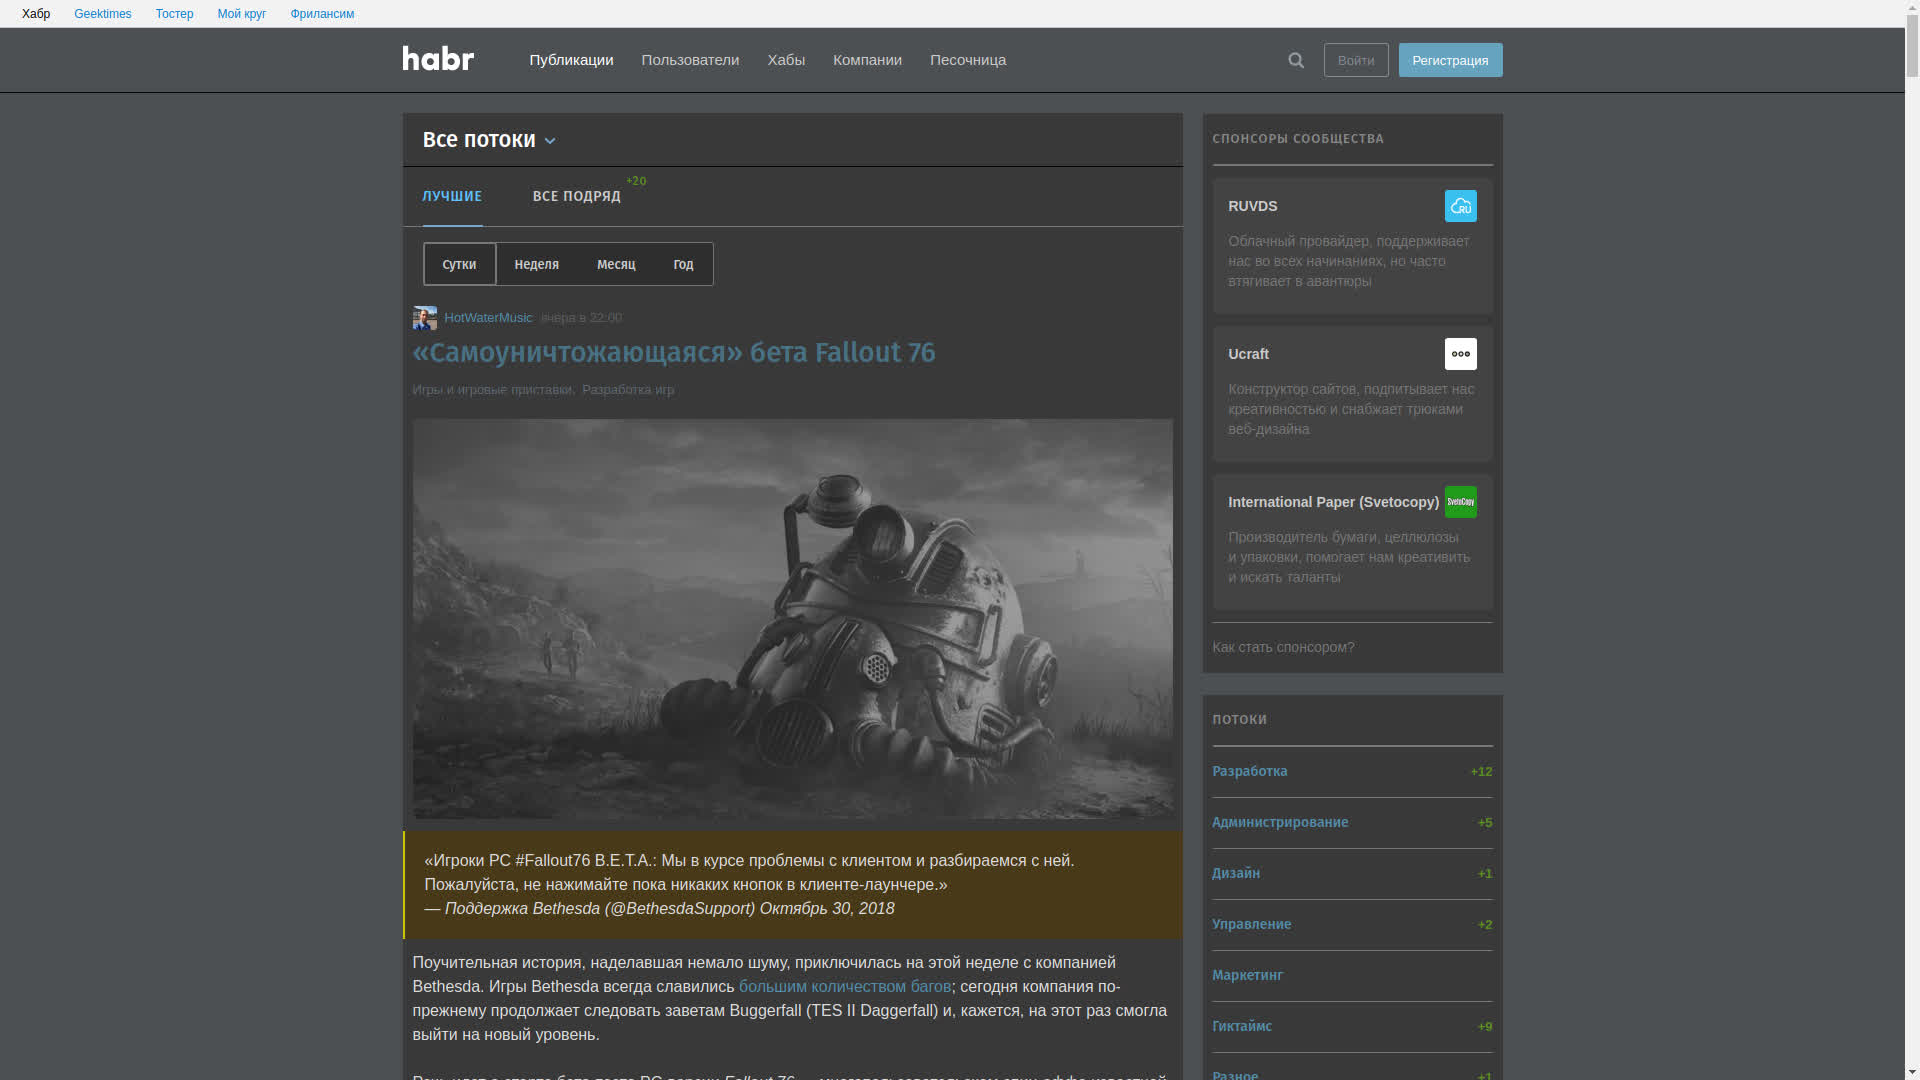 Хабр Geektimes Тостер Мой круг Фрилансим
habr Публикации Пользователи Хабы Компании Песочница Войти Регистрация
Все потоки
ЛУЧШИЕ ВСЕ ПОДРЯД +20
Сутки Неделя Месяц Год
HotWaterMusic вчера в 22:00
«Самоуничтожающаяся» бета Fallout 76
Игры и игровые приставки, Разработка игр
«Игроки PC #Fallout76 B.E.T.A.: Мы в курсе проблемы с клиентом и разбираемся с ней.
Пожалуйста, не нажимайте пока никаких кнопок в клиенте-лаунчере.»
— Поддержка Bethesda (@BethesdaSupport) Октябрь 30, 2018
Поучительная история, наделавшая немало шуму, приключилась на этой неделе с компанией
Bethesda. Игры Bethesda всегда славились большим количеством багов; сегодня компания по-
прежнему продолжает следовать заветам Buggerfall (TES II Daggerfall) и, кажется, на этот раз смогла
выйти на новый уровень.
СПОНСОРЫ СООБЩЕСТВА
RUVDS
RU
Облачный провайдер, поддерживает
нас во всех начинаниях, но часто
втягивает в авантюры
Ucraft
Конструктор сайтов, подпитывает нас
креативностью и снабжает трюками
веб-дизайна
International Paper (Svetocopy)
SvetoCopy
Производитель бумаги, целлюлозы
и упаковки, помогает нам креативить
и искать таланты
Как стать спонсором?
ПОТОКИ
Разработка +12
Администрирование +5
Дизайн +1
Управление +2
Маркетинг
Гиктаймс +9
Разное +1